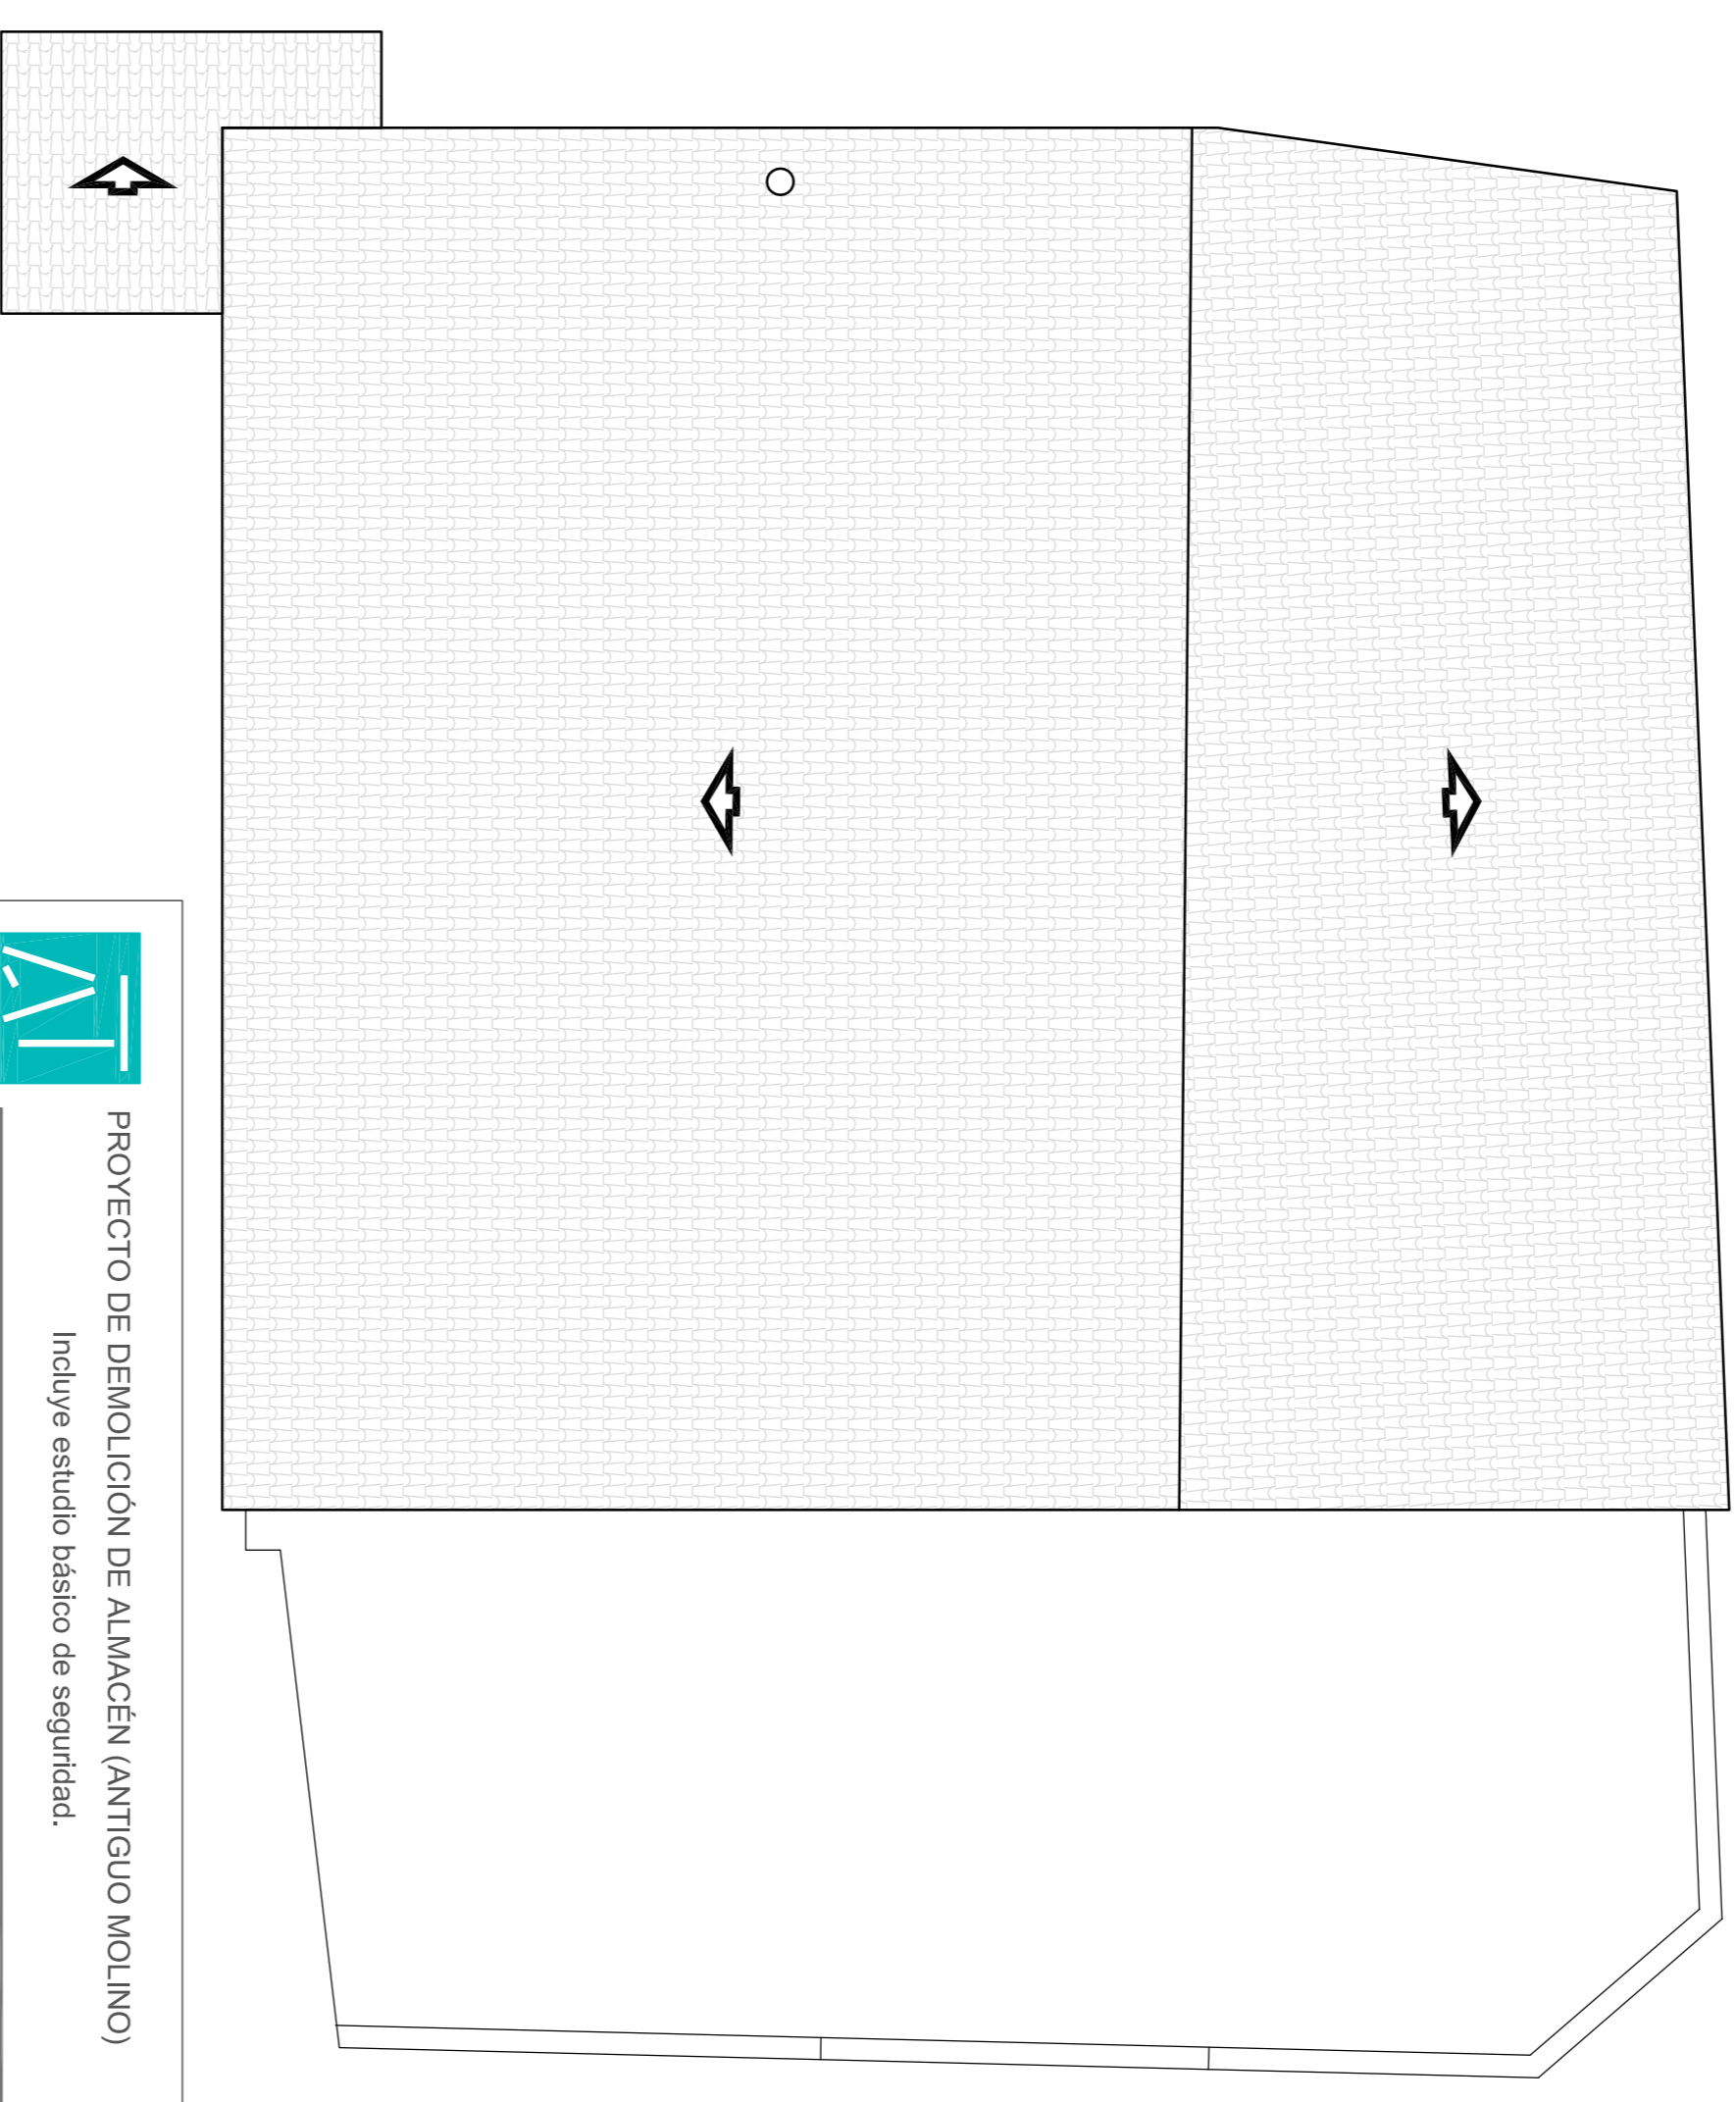 PROYECTO DE DEMOLICIÓN DE ALMACÉN (ANTIGUO MOLINO)
Incluye estudio básico de seguridad.